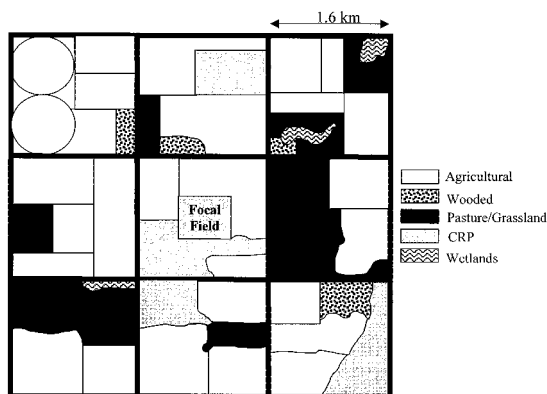 1.6 km
Focal
Field
Agricultural
Wooded
Pasture/Grassland
CRP
Wetlands